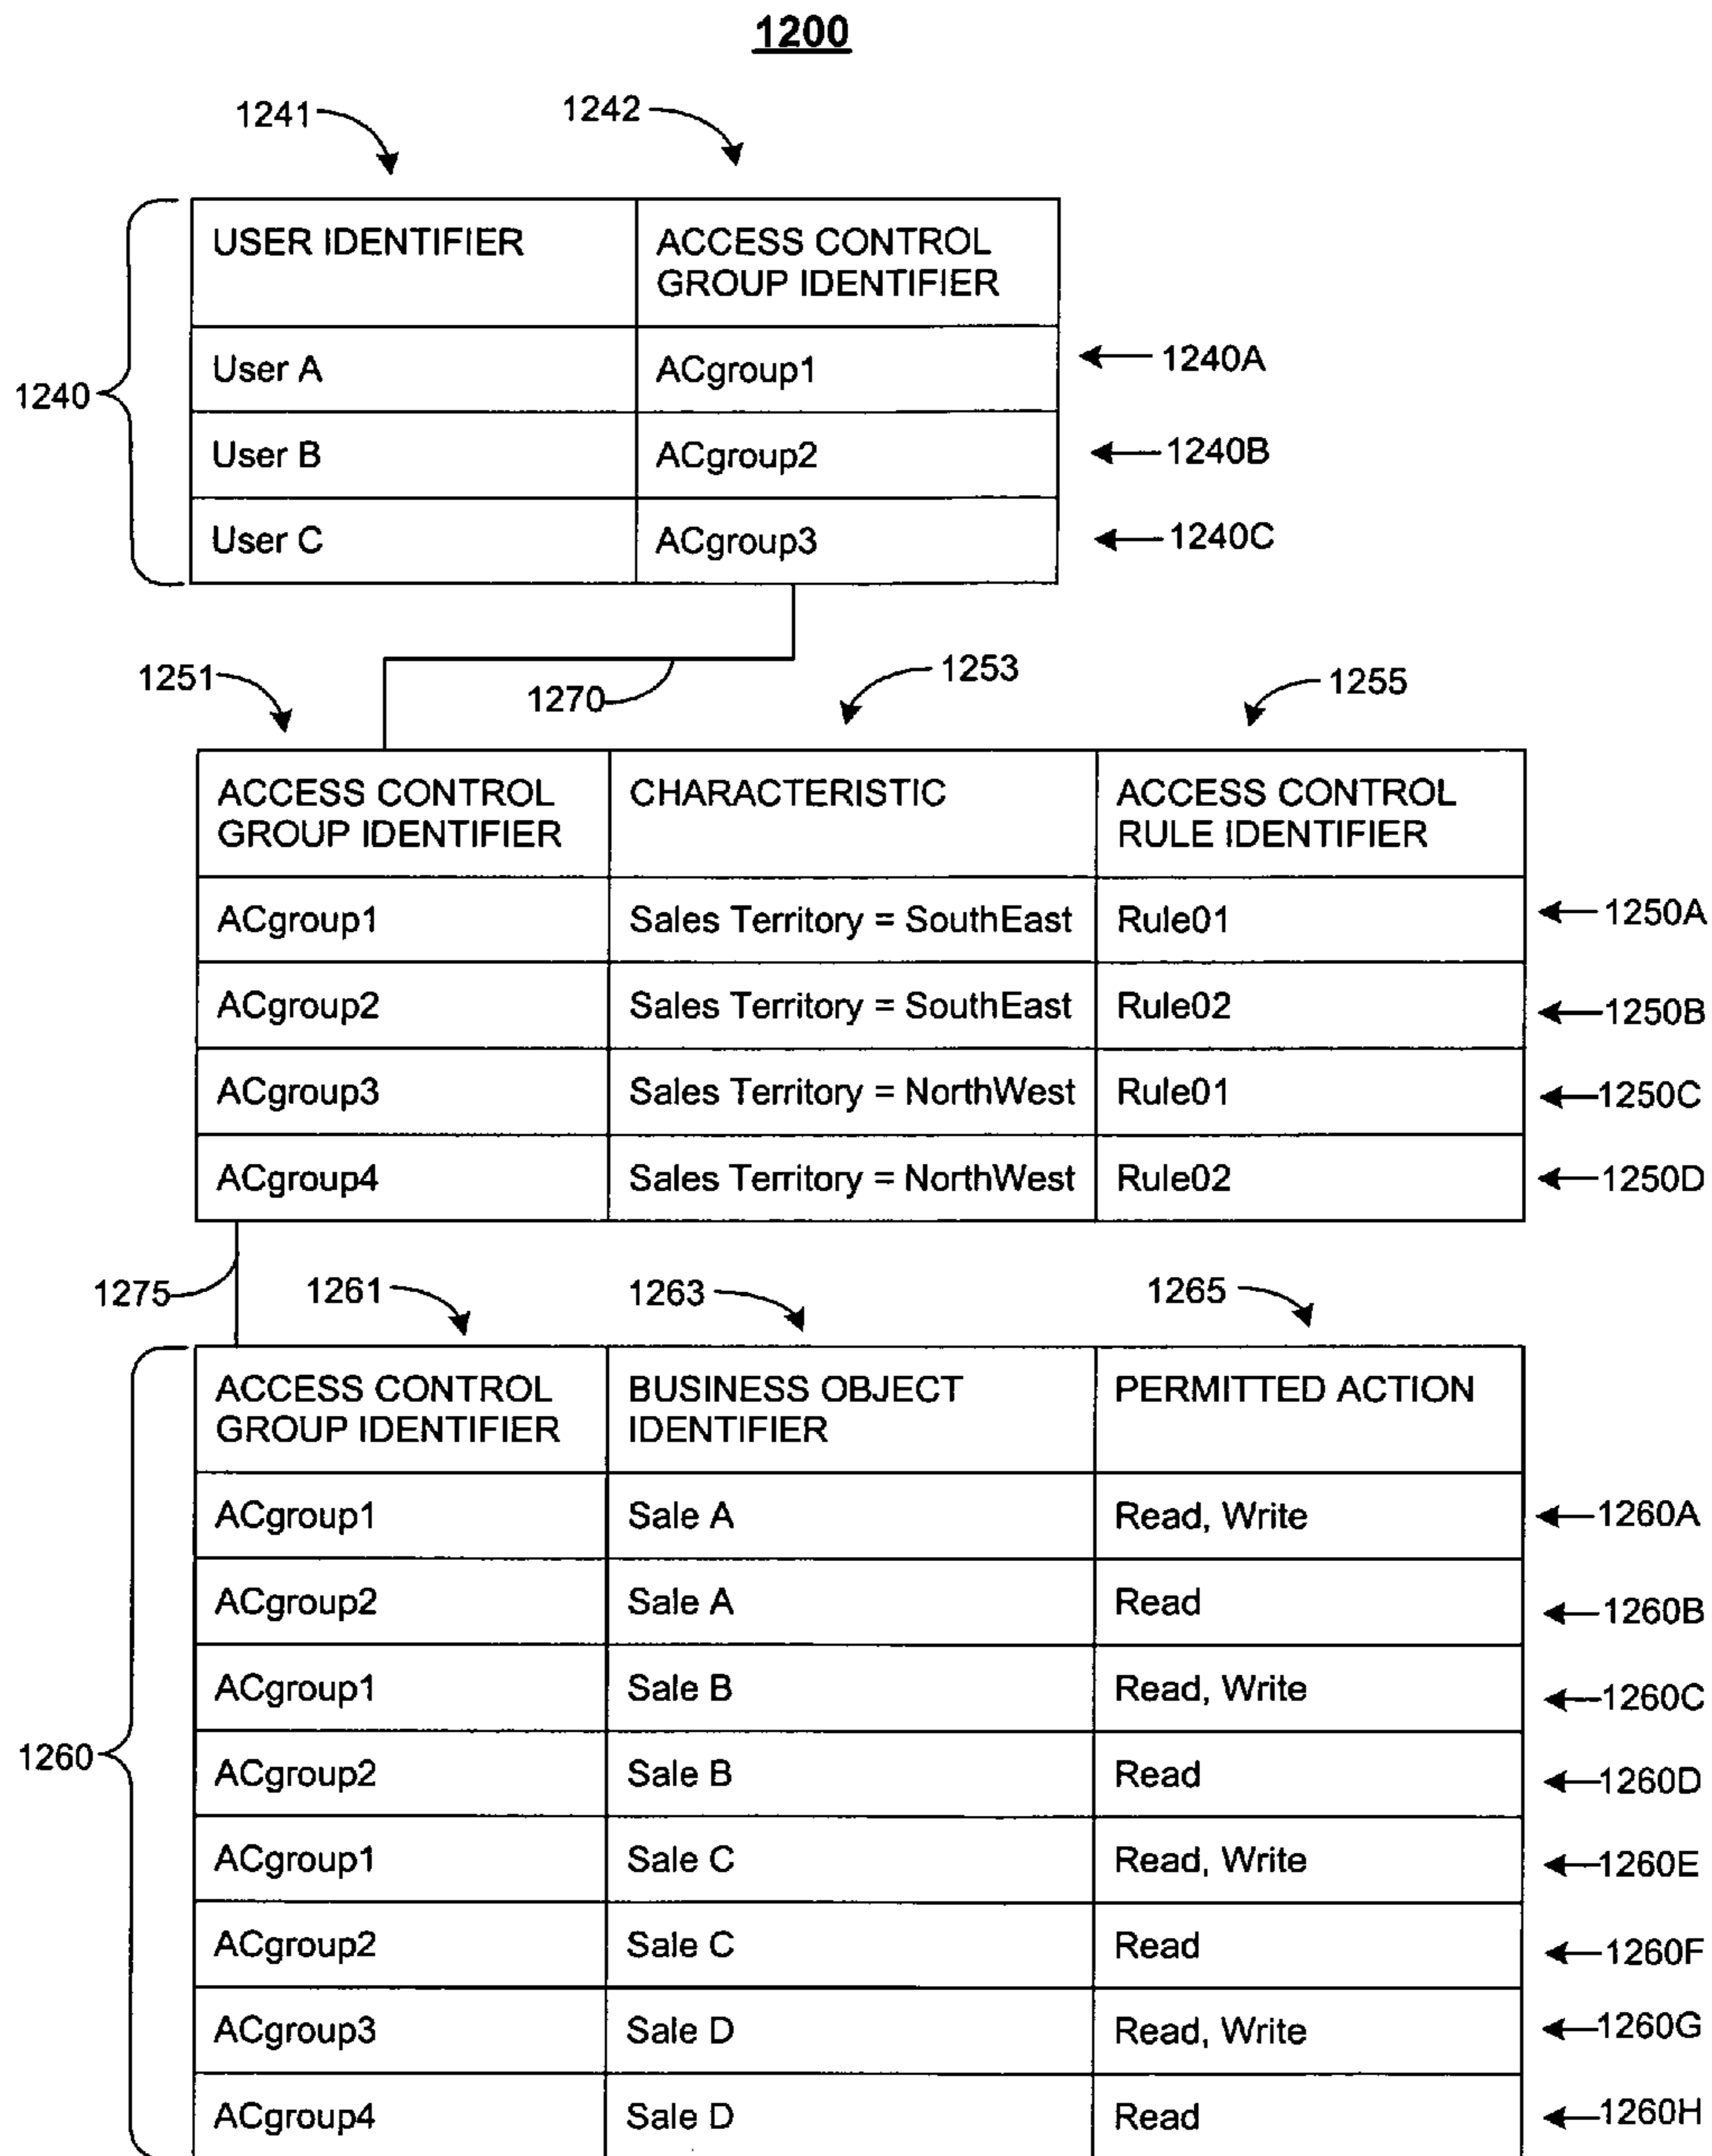 1200
1241
1242
USER IDENTIFIER
ACCESS CONTROL
GROUP IDENTIFIER
User A
ACgroup1
1240A
1240
User B
ACgroup2
1240B
User C
ACgroup3
1240C
1251
1270
1253
1255
ACCESS CONTROL
GROUP IDENTIFIER
CHARACTERISTIC
ACCESS CONTROL
RULE IDENTIFIER
ACgroup1
Sales Territory = SouthEast
Rule01
1250A
ACgroup2
Sales Territory = SouthEast
Rule02
1250B
ACgroup3
Sales Territory = NorthWest
Rule01
1250C
ACgroup4
Sales Territory = NorthWest
Rule02
1250D
1275
1261
1263
1265
ACCESS CONTROL
GROUP IDENTIFIER
BUSINESS OBJECT
IDENTIFIER
PERMITTED ACTION
ACgroup1
Sale A
Read, Write
1260A
ACgroup2
Sale A
Read
1260B
ACgroup1
Sale B
Read, Write
1260C
1260
ACgroup2
Sale B
Read
1260D
ACgroup1
Sale C
Read, Write
1260E
ACgroup2
Sale C
Read
1260F
ACgroup3
Sale D
Read, Write
1260G
ACgroup4
Sale D
Read
1260H